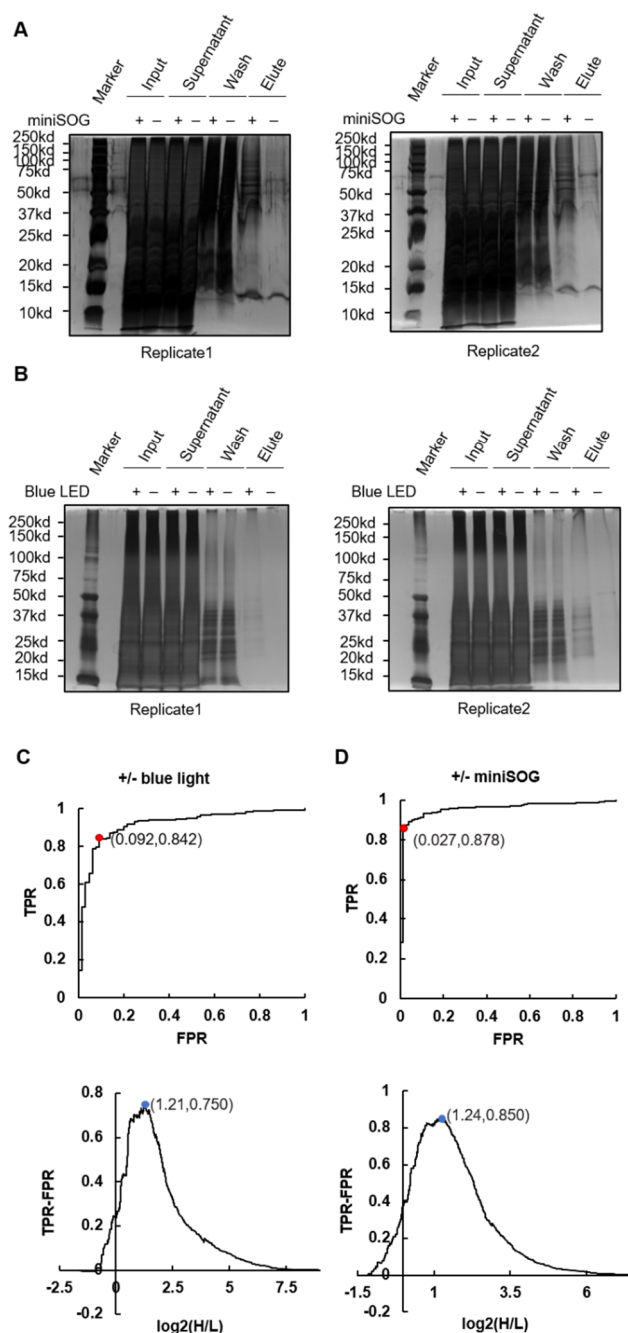 A
Marker
Input
Supernatant
Wash
Elute
miniSOG + − + − + − + −
250kd
150kd
100kd
75kd
50kd
37kd
25kd
20kd
15kd
10kd
Replicate1
Marker
Input
Supernatant
Wash
Elute
miniSOG + − + − + − + −
250kd
150kd
100kd
75kd
50kd
37kd
25kd
20kd
15kd
10kd
Replicate2
B
Marker
Input
Supernatant
Wash
Elute
Blue LED + − + − + − + −
250kd
150kd
100kd
75kd
50kd
37kd
25kd
20kd
15kd
Replicate1
Marker
Input
Supernatant
Wash
Elute
Blue LED + − + − + − + −
250kd
150kd
100kd
75kd
50kd
37kd
25kd
20kd
15kd
Replicate2
C
+/- blue light
1
0.8
0.6
0.4
0.2
0
TPR
(0.092,0.842)
0 0.2 0.4 0.6 0.8 1
FPR
0.8
0.6
0.4
0.2
0
-0.2
TPR-FPR
(1.21,0.750)
-2.5 0 2.5 5 7.5
log2(H/L)
D
+/- miniSOG
1
0.8
0.6
0.4
0.2
0
TPR
(0.027,0.878)
0 0.2 0.4 0.6 0.8 1
FPR
1
0.8
0.6
0.4
0.2
0
-0.2
TPR-FPR
(1.24,0.850)
-1.5 1 3.5 6
log2(H/L)